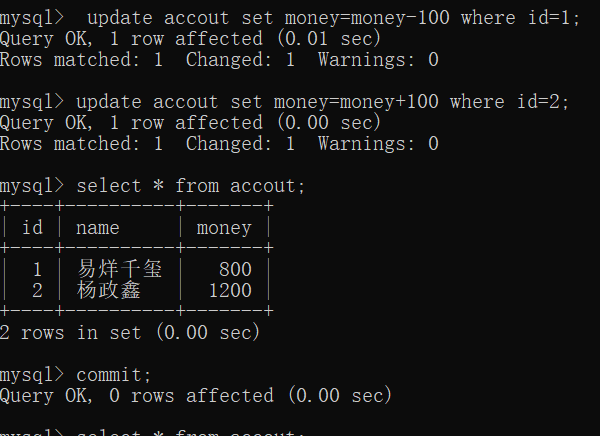 mysql>  update accout set money=money-100 where id=1;
Query OK, 1 row affected (0.01 sec)
Rows matched: 1  Changed: 1  Warnings: 0

mysql> update accout set money=money+100 where id=2;
Query OK, 1 row affected (0.00 sec)
Rows matched: 1  Changed: 1  Warnings: 0

mysql> select * from accout;
+----+----------+-------+
| id | name     | money |
+----+----------+-------+
|  1 | 易烊千玺 |   800 |
|  2 | 杨政鑫   |  1200 |
+----+----------+-------+
2 rows in set (0.00 sec)

mysql> commit;
Query OK, 0 rows affected (0.00 sec)

mysql> select * from accout;